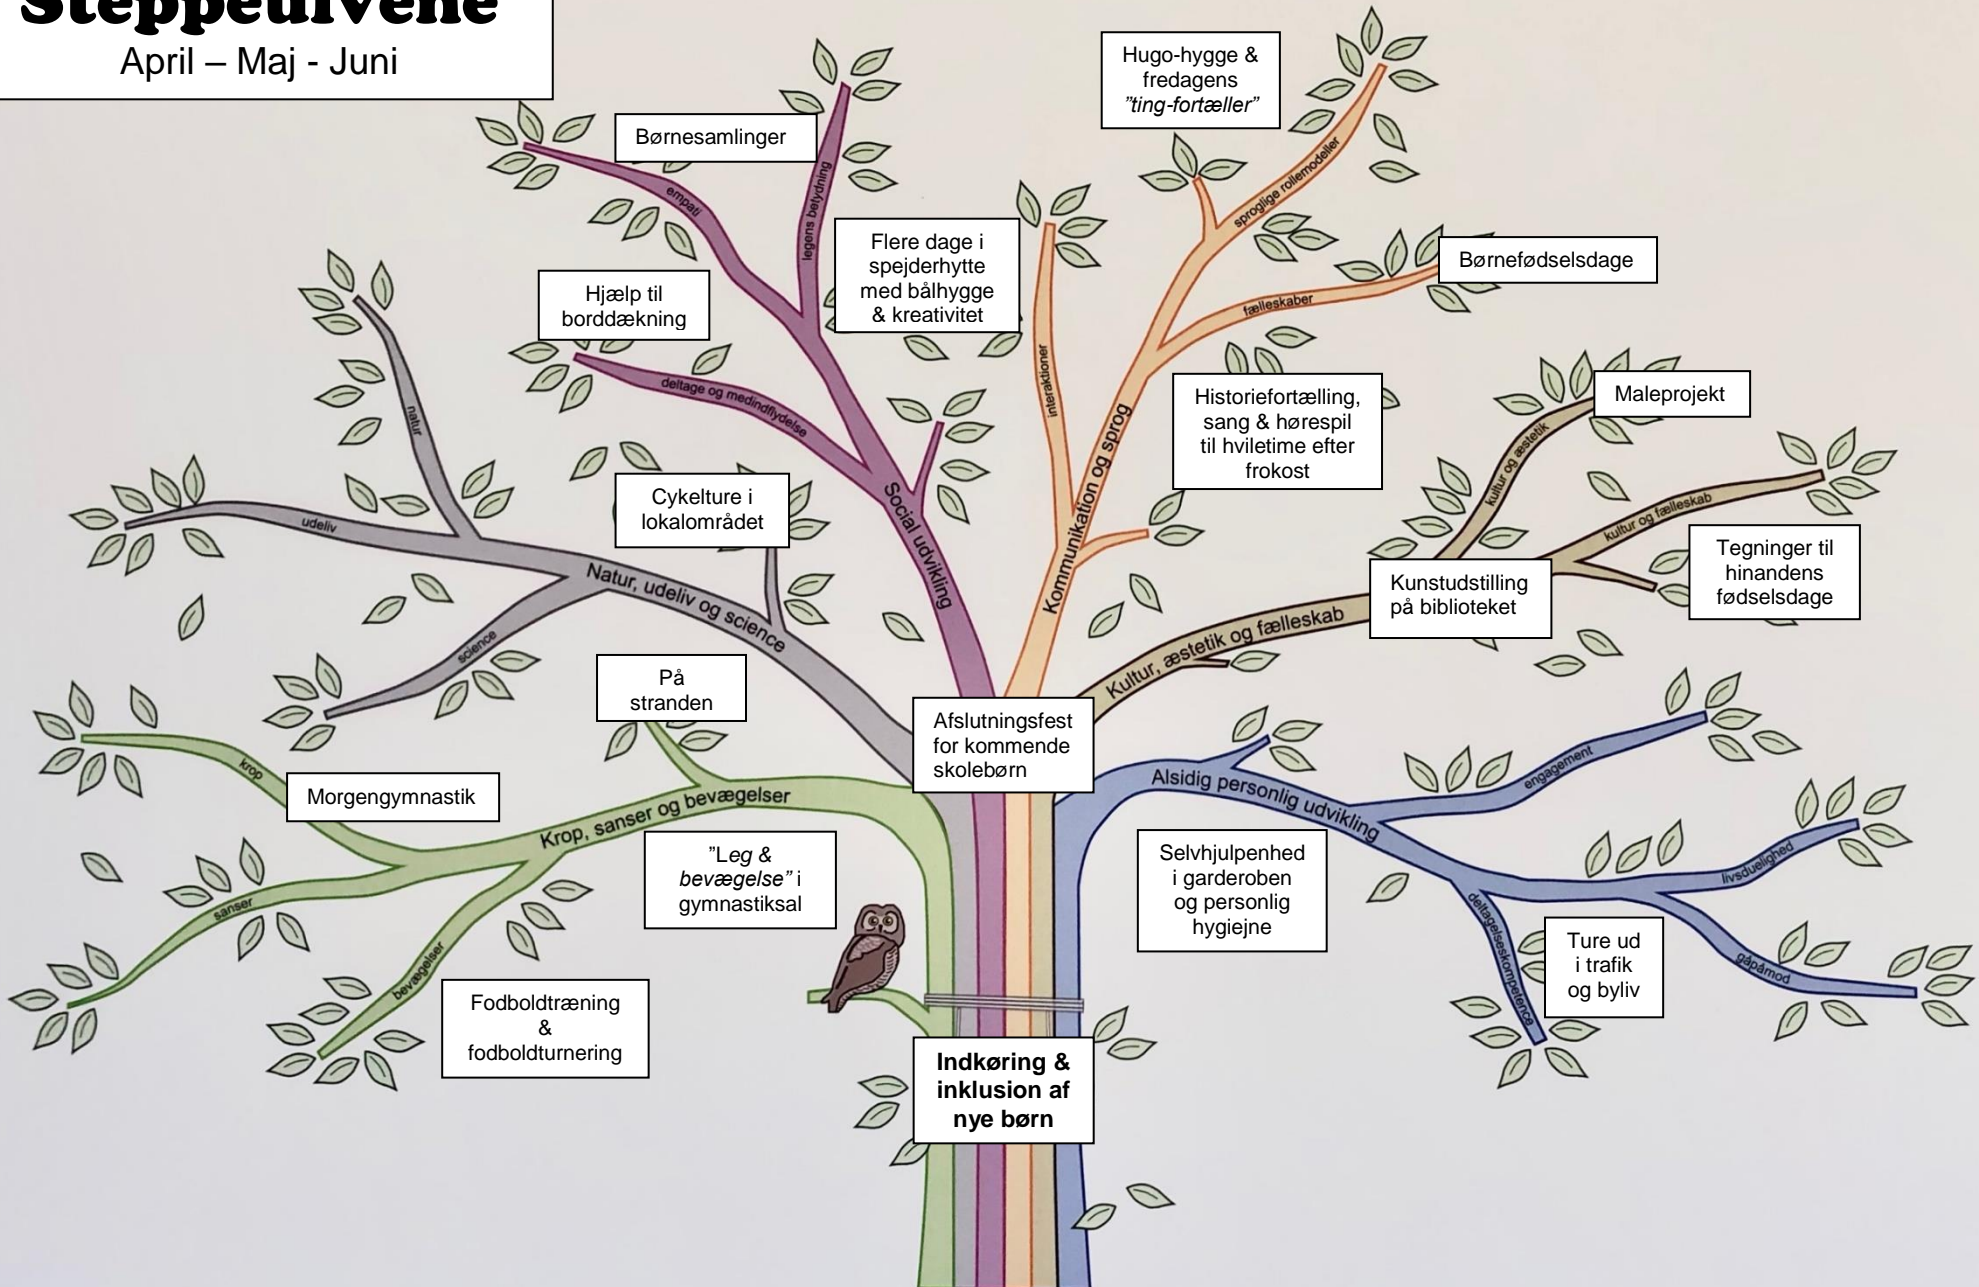 Steppeulvene
April – Maj - Juni
Hugo-hygge &
fredagens
"ting-fortæller"
Børnesamlinger
empati
legens betydning
sproglige rollemodeller
Flere dage i
spejderhytte
med bålhygge
& kreativitet
Børnefødselsdage
fælleskaber
Hjælp til
borddækning
deltage og medindflydelse
interaktioner
Historiefortælling,
sang & hørespil
til hviletime efter
frokost
Maleprojekt
kultur og æstetik
natur
udeliv
Cykelture i
lokalområdet
Social udvikling
Kommunikation og sprog
kultur og fælleskab
Tegninger til
hinandens
fødselsdage
Kunstudstilling
på biblioteket
Natur, udeliv og science
science
Kultur, æstetik og fælleskab
På
stranden
Afslutningsfest
for kommende
skolebørn
krop
Morgengymnastik
Krop, sanser og bevægelser
Alsidig personlig udvikling
engagement
"Leg &
bevægelse" i
gymnastiksal
Selvhjulpenhed
i garderoben
og personlig
hygiejne
livsduelighed
sanser
bevægelser
deltagelseskompetence
Ture ud
i trafik
og byliv
gåpåmod
Fodboldtræning
&
fodboldturnering
Indkøring &
inklusion af
nye børn